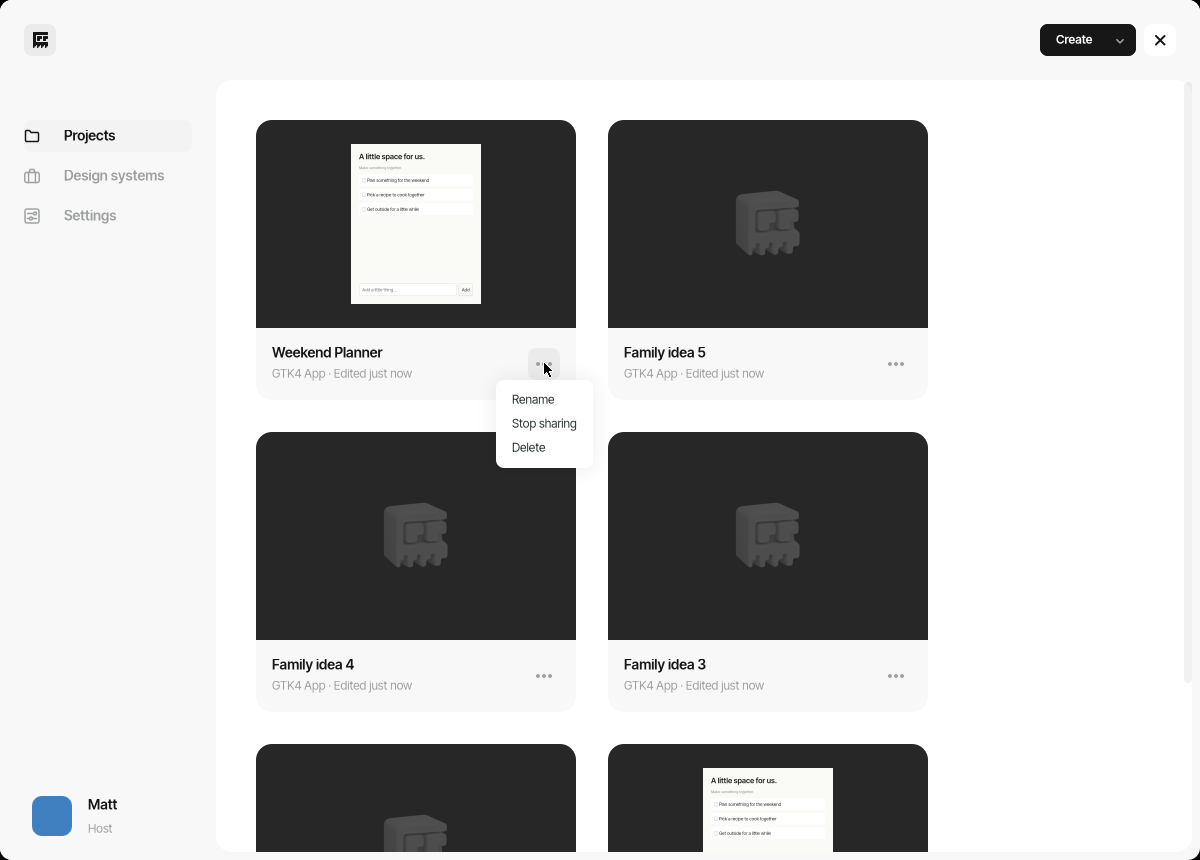 Create
Projects
Design systems
Settings
A little space for us.
Make something together.
Plan something for the weekend
Pick a recipe to cook together
Get outside for a little while
Add a little thing...
Add
Weekend Planner
GTK4 App · Edited just now
Family idea 5
GTK4 App · Edited just now
Rename
Stop sharing
Delete
Family idea 4
GTK4 App · Edited just now
Family idea 3
GTK4 App · Edited just now
A little space for us.
Make something together.
Plan something for the weekend
Pick a recipe to cook together
Get outside for a little while
Matt
Host